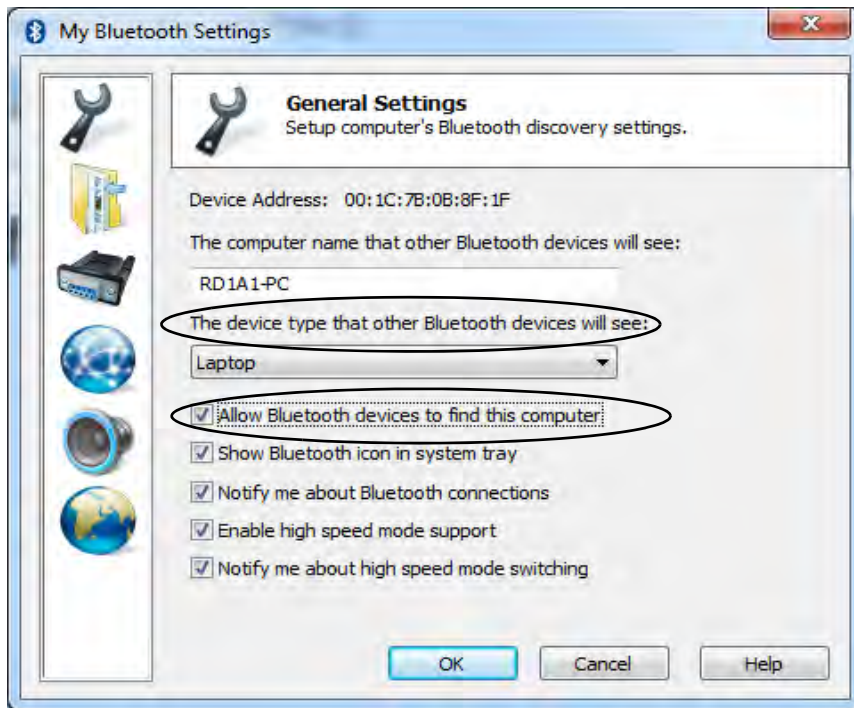 My Bluetooth Settings
General Settings
Setup computer's Bluetooth discovery settings.
Device Address: 00:1C:7B:0B:8F:1F
The computer name that other Bluetooth devices will see:
RD1A1-PC
The device type that other Bluetooth devices will see:
Laptop
Allow Bluetooth devices to find this computer
Show Bluetooth icon in system tray
Notify me about Bluetooth connections
Enable high speed mode support
Notify me about high speed mode switching
OK Cancel Help